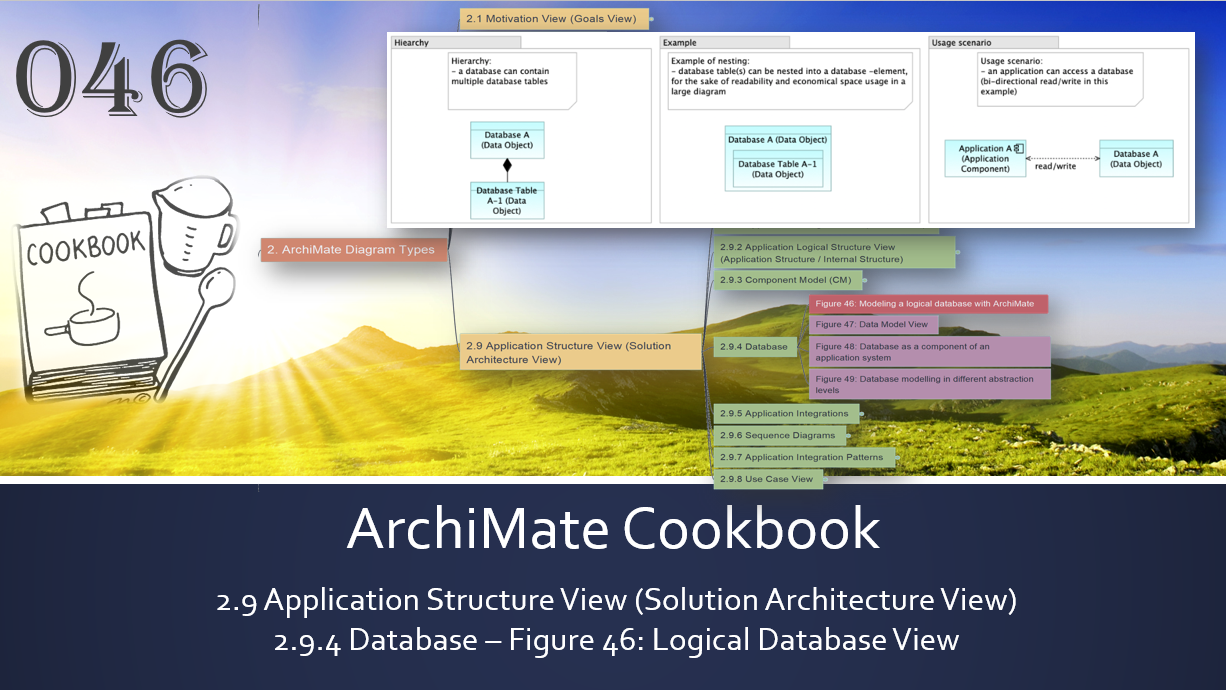 046
2.1 Motivation View (Goals View)
Hierarchy
Hierarchy:
- a database can contain
multiple database tables
Database A
(Data Object)
Database Table
A-1 (Data
Object)
Example
Example of nesting:
- database table(s) can be nested into a database -element,
for the sake of readability and economical space usage in a
large diagram
Database A (Data Object)
Database Table A-1
(Data Object)
Usage scenario
Usage scenario:
- an application can access a database
(bi-directional read/write in this
example)
Application A
(Application
Component)
read/write
Database A
(Data Object)
COOKBOOK
2. ArchiMate Diagram Types
2.9 Application Structure View (Solution
Architecture View)
2.9.2 Application Logical Structure View
(Application Structure / Internal Structure)
2.9.3 Component Model (CM)
2.9.4 Database
Figure 46: Modeling a logical database with ArchiMate
Figure 47: Data Model View
Figure 48: Database as a component of an
application system
Figure 49: Database modelling in different abstraction
levels
2.9.5 Application Integrations
2.9.6 Sequence Diagrams
2.9.7 Application Integration Patterns
2.9.8 Use Case View
ArchiMate Cookbook
2.9 Application Structure View (Solution Architecture View)
2.9.4 Database – Figure 46: Logical Database View